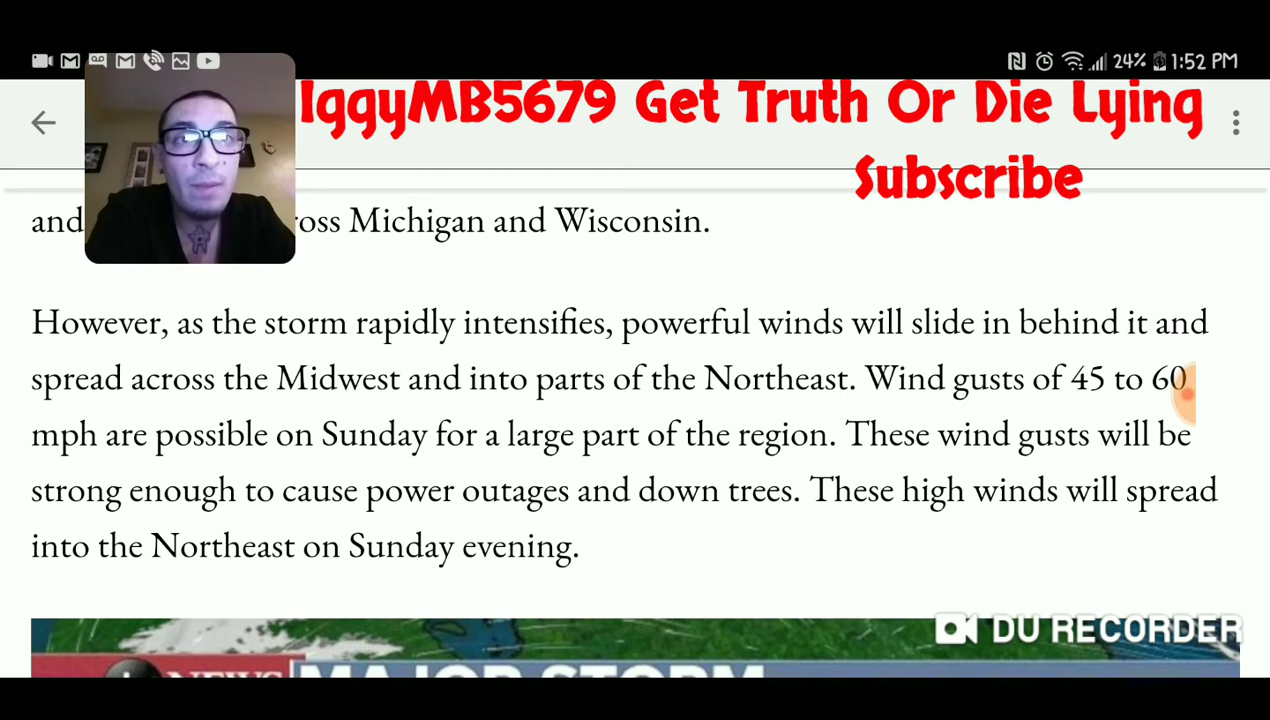 24% 1:52 PM
IggyMB5679 Get Truth Or Die Lying
Subscribe
and ross Michigan and Wisconsin.
However, as the storm rapidly intensifies, powerful winds will slide in behind it and
spread across the Midwest and into parts of the Northeast. Wind gusts of 45 to 60
mph are possible on Sunday for a large part of the region. These wind gusts will be
strong enough to cause power outages and down trees. These high winds will spread
into the Northeast on Sunday evening.
DU RECORDER
NEWS MAJOR STORM